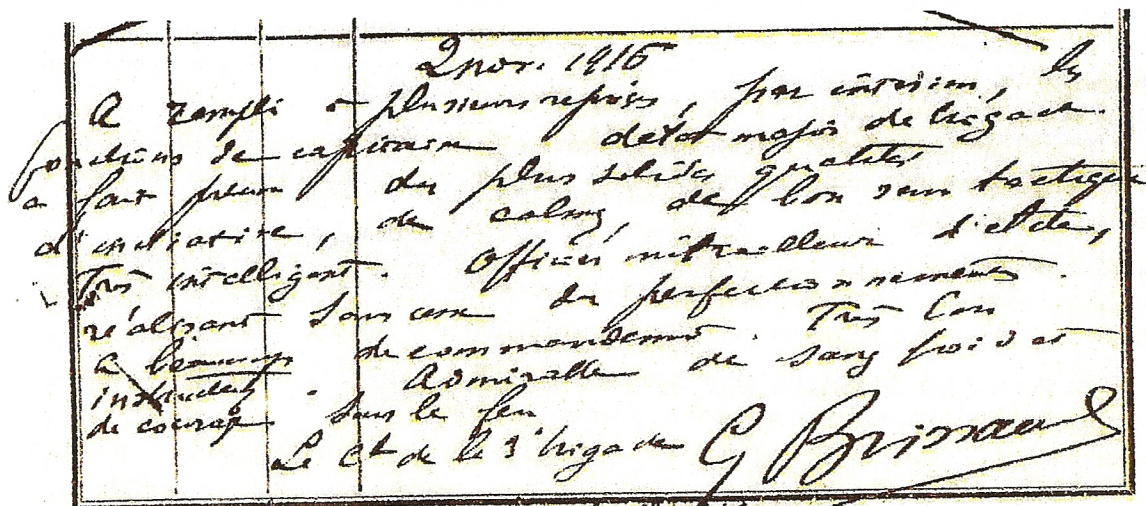 2 nov. 1916
A rempli à plusieurs reprises, par intérim, les
fonctions de capitaine d'état major de brigade.
a fait preuve des plus solides qualités
d'initiative, de calme, de bon sens tactique
Très intelligent. Officier mitrailleur d'élite,
réalisant sans cesse des perfectionnements.
a beaucoup de commandement. Très bon
instructeur. Admirable de sang froid et
de courage sous le feu
Le Ct de la 3e brigade G Brissaud